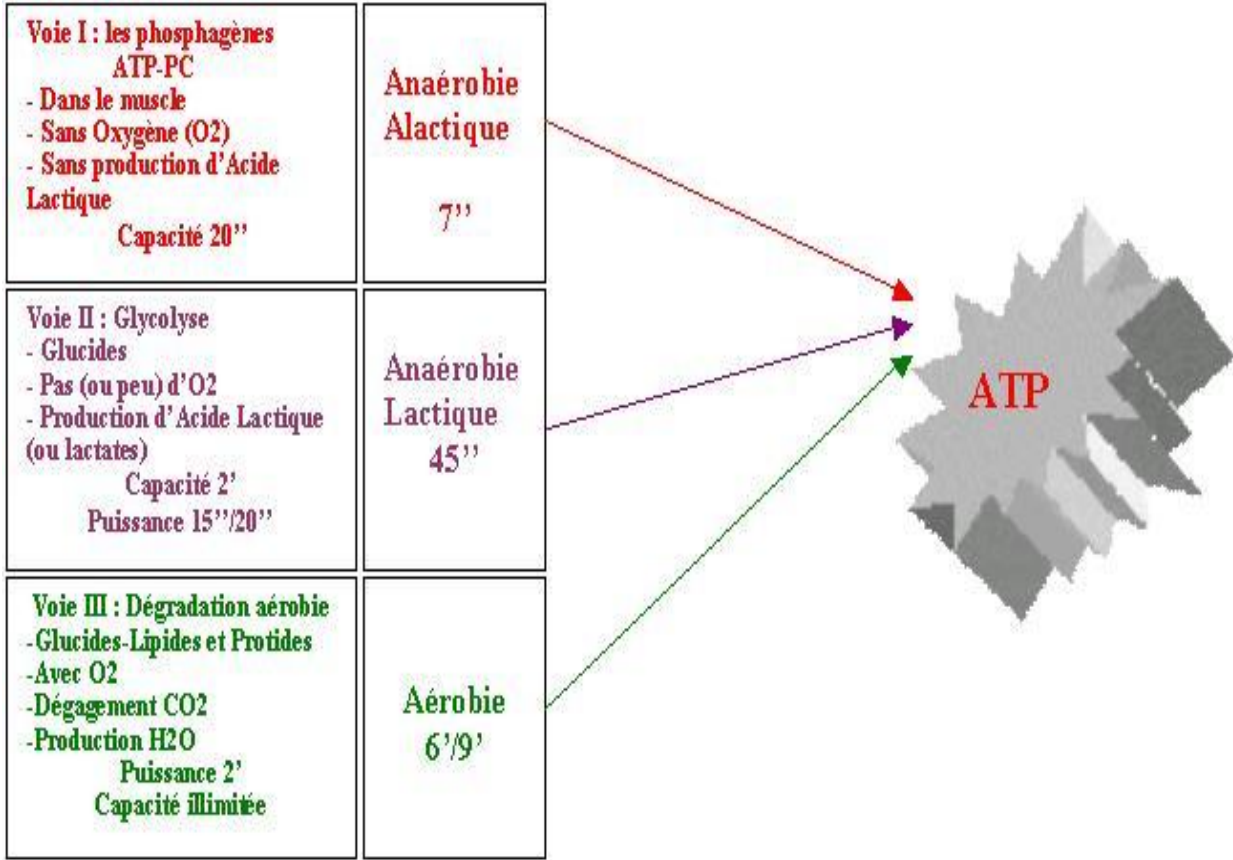 Voie I : les phosphagènes
ATP-PC
- Dans le muscle
- Sans Oxygène (O2)
- Sans production d'Acide
Lactique
Capacité 20''
Anaérobie
Alactique
7''
Voie II : Glycolyse
- Glucides
- Pas (ou peu) d'O2
- Production d'Acide Lactique
(ou lactates)
Capacité 2'
Puissance 15''/20''
Anaérobie
Lactique
45''
Voie III : Dégradation aérobie
-Glucides-Lipides et Protides
-Avec O2
-Dégagement CO2
-Production H2O
Puissance 2'
Capacité illimitée
Aérobie
6'/9'
ATP